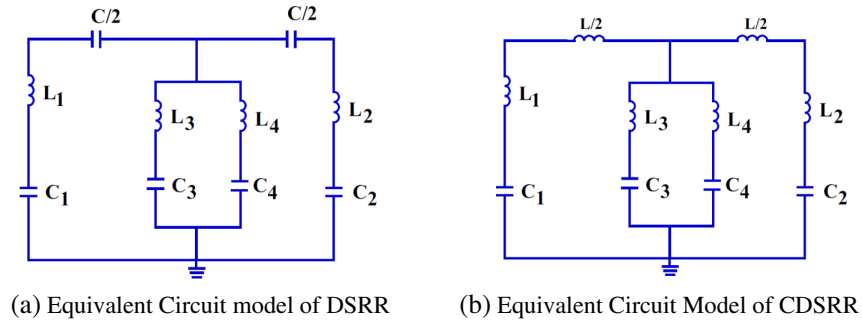 C/2 C/2
L₁ L₃ L₄ L₂
C₁ C₃ C₄ C₂
(a) Equivalent Circuit model of DSRR
L/2 L/2
L₁ L₃ L₄ L₂
C₁ C₃ C₄ C₂
(b) Equivalent Circuit Model of CDSRR